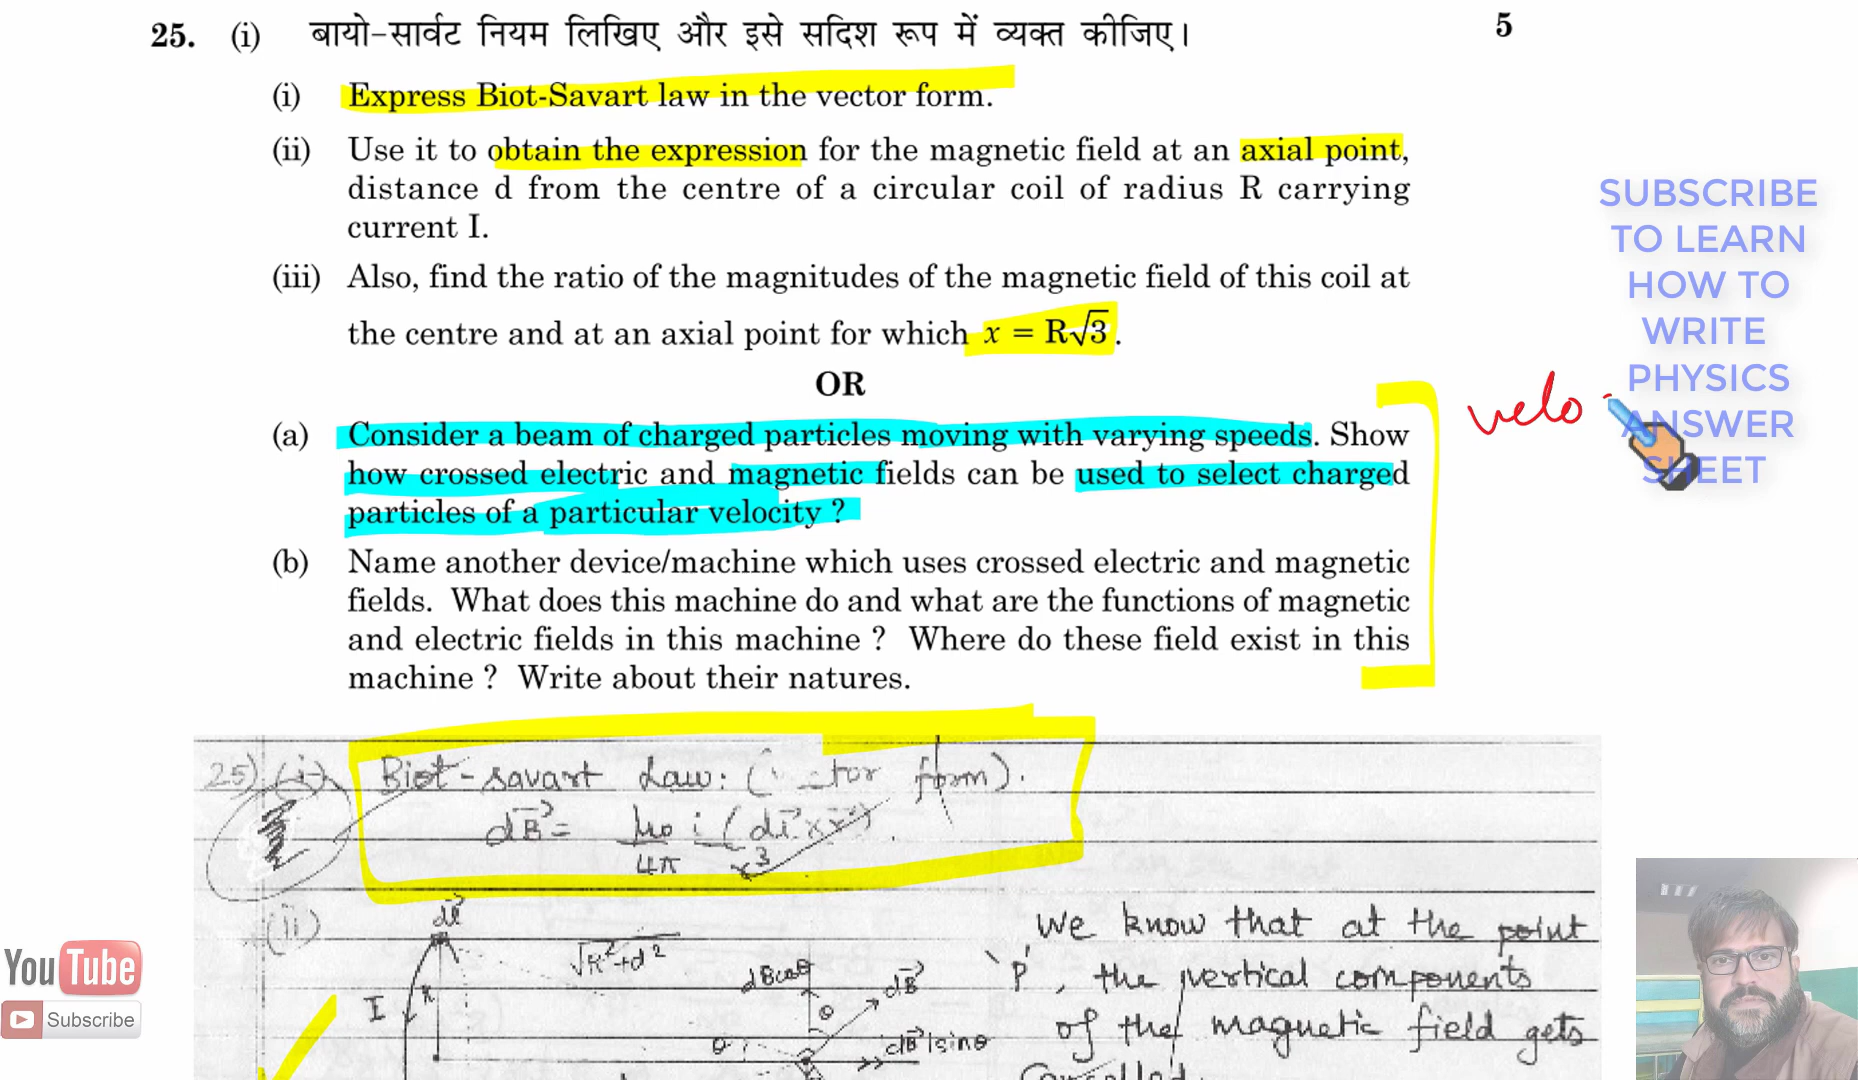 25. (i) बायो-सावर्ट नियम लिखिए और इसे सदिश रूप में व्यक्त कीजिए। 5
(i) Express Biot-Savart law in the vector form.
(ii) Use it to obtain the expression for the magnetic field at an axial point,
distance d from the centre of a circular coil of radius R carrying
current I.
(iii) Also, find the ratio of the magnitudes of the magnetic field of this coil at
the centre and at an axial point for which x = R√3.
OR
(a) Consider a beam of charged particles moving with varying speeds. Show
how crossed electric and magnetic fields can be used to select charged
particles of a particular velocity ?
(b) Name another device/machine which uses crossed electric and magnetic
fields. What does this machine do and what are the functions of magnetic
and electric fields in this machine ? Where do these field exist in this
machine ? Write about their natures.
velo
SUBSCRIBE
TO LEARN
HOW TO
WRITE
PHYSICS
ANSWER
SHEET
25) (i) Biot-savart Law: ( form).
dB⃗ = μ₀ i (dl⃗ × r⃗)
4π r³
(ii)
dl⃗
√R²+d²
dBcosθ
dB⃗
I
R
θ
θ
dB⃗ sinθ
We know that at the point
'P', the vertical components
of the magnetic field gets
Cancelled.
YouTube
Subscribe